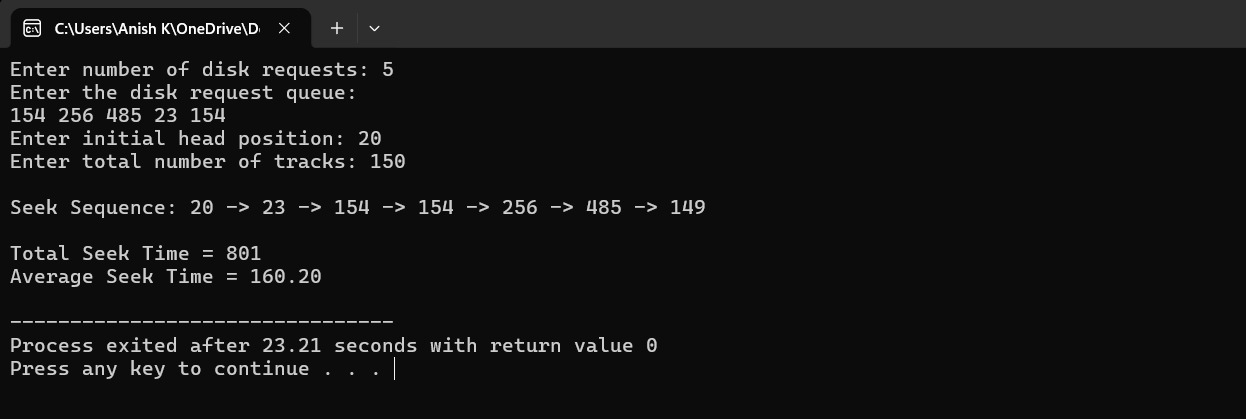 C:\Users\Anish K\OneDrive\D
Enter number of disk requests: 5
Enter the disk request queue:
154 256 485 23 154
Enter initial head position: 20
Enter total number of tracks: 150
Seek Sequence: 20 -> 23 -> 154 -> 154 -> 256 -> 485 -> 149
Total Seek Time = 801
Average Seek Time = 160.20
--------------------------------
Process exited after 23.21 seconds with return value 0
Press any key to continue . . .